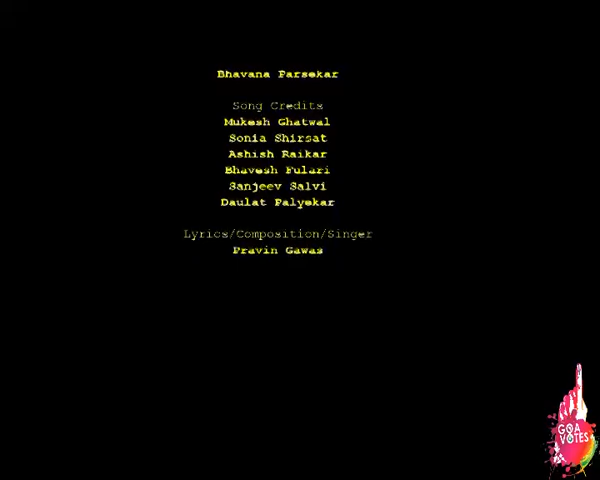 Bhavana Parsekar
Song Credits
Mukesh Ghatwal
Sonia Shirsat
Ashish Raikar
Bhavesh Fulari
Sanjeev Salvi
Daulat Palyekar
Lyrics/Composition/Singer
Pravin Gawas
GOA
VOTES